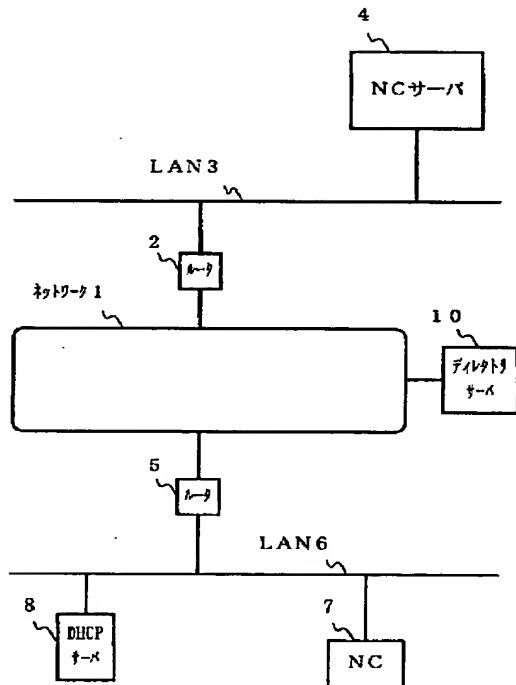 4
NCサーバ
LAN3
2
ルータ
ネットワーク1
10
ディレクトリ
サーバ
5
ルータ
LAN6
8
DHCP
サーバ
7
NC